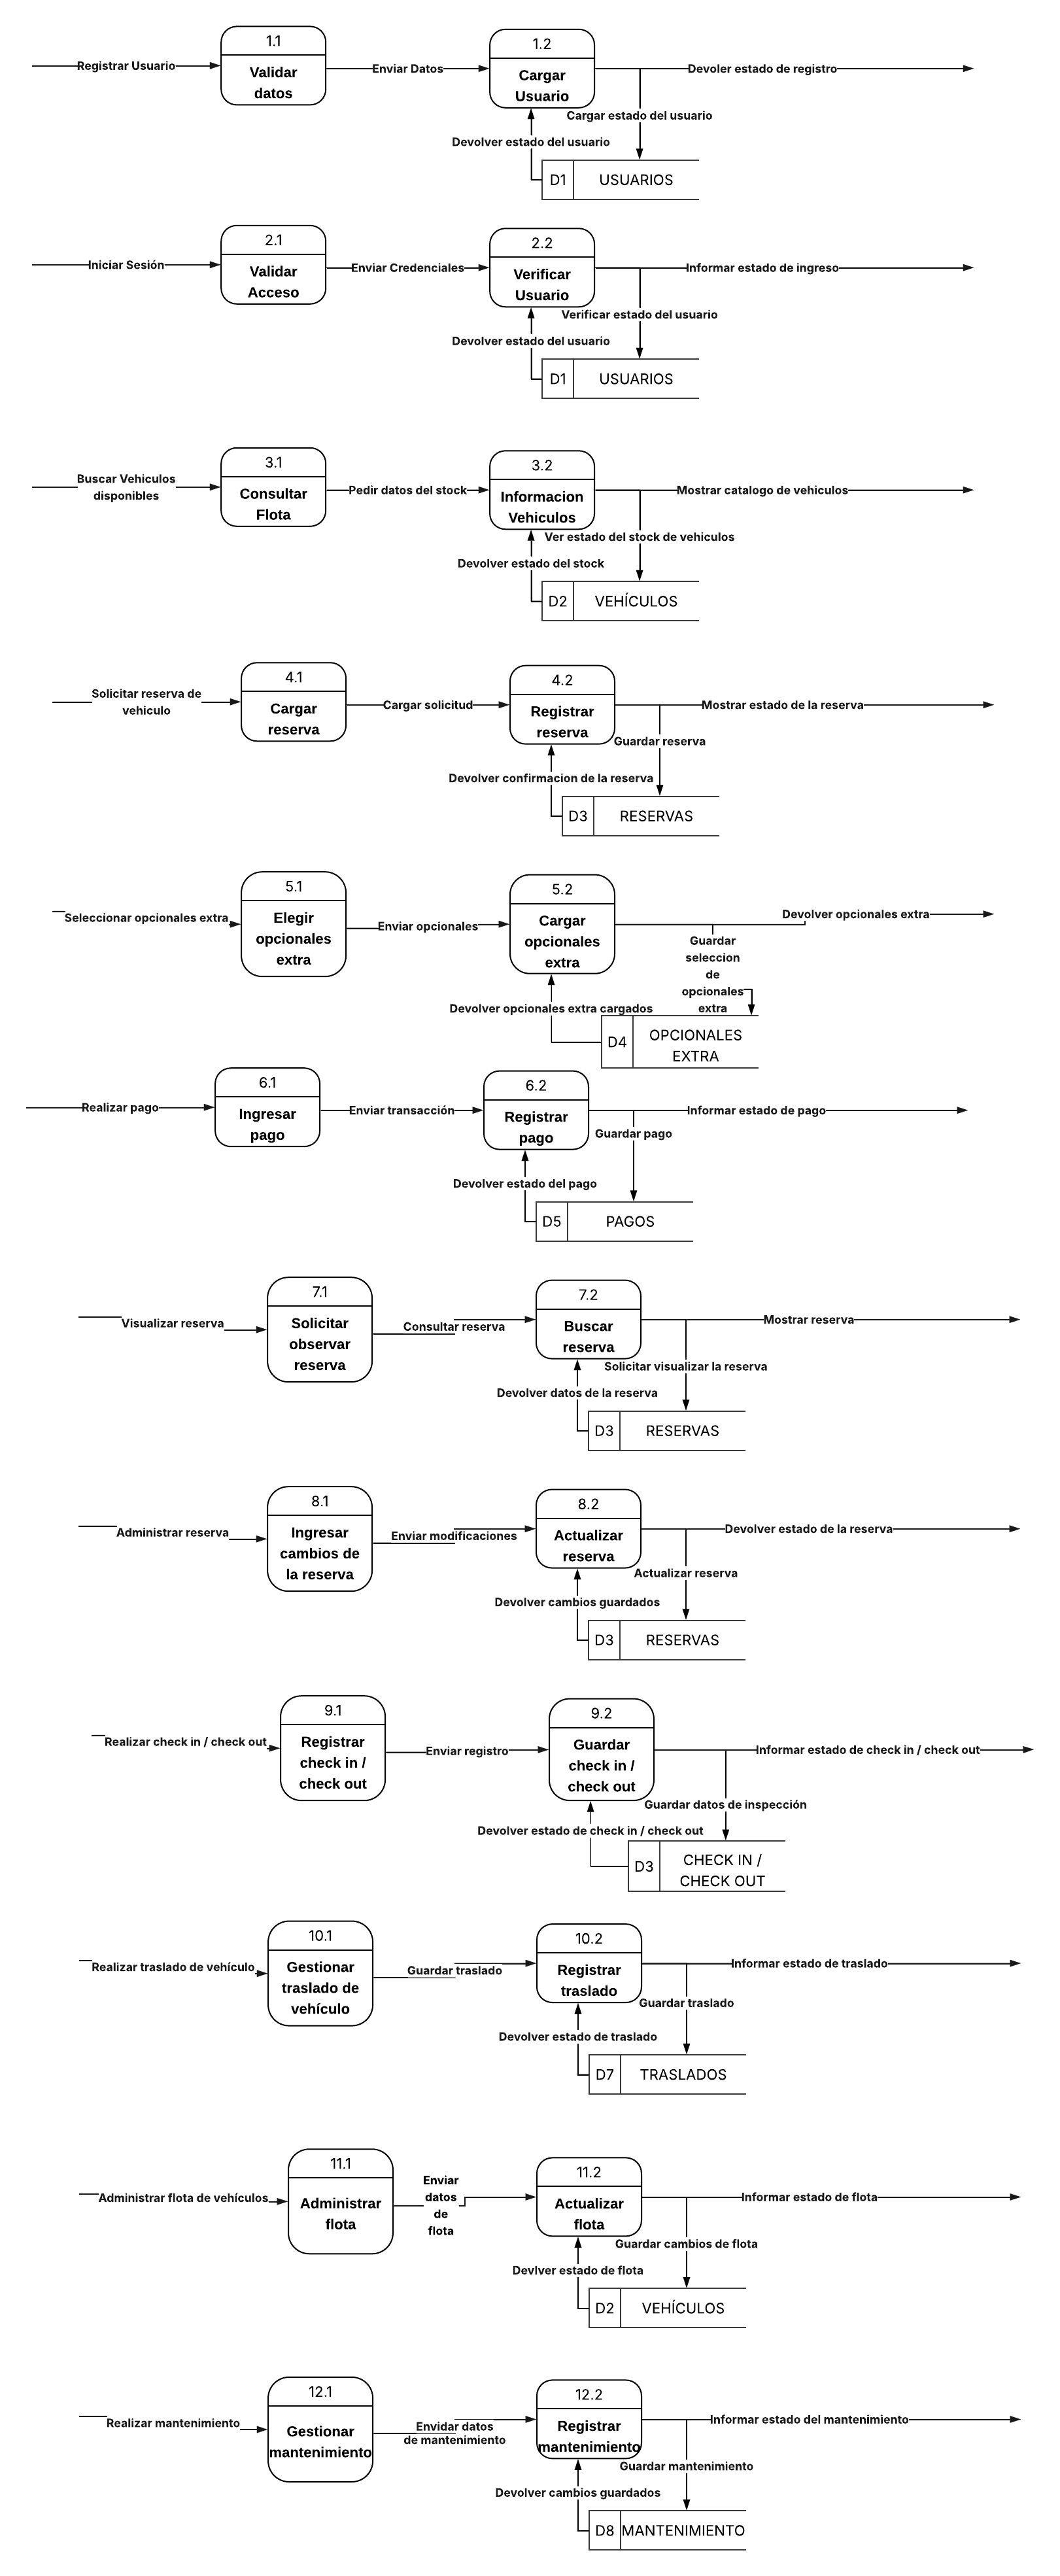 1.1
1.2
Registrar Usuario
Validar
datos
Enviar Datos
Cargar
Usuario
Devoler estado de registro
Cargar estado del usuario
Devolver estado del usuario
D1
USUARIOS
2.1
2.2
Iniciar Sesión
Validar
Acceso
Enviar Credenciales
Verificar
Usuario
Informar estado de ingreso
Verificar estado del usuario
Devolver estado del usuario
D1
USUARIOS
3.1
3.2
Buscar Vehiculos
disponibles
Consultar
Flota
Pedir datos del stock
Informacion
Vehiculos
Mostrar catalogo de vehiculos
Ver estado del stock de vehiculos
Devolver estado del stock
D2
VEHÍCULOS
4.1
4.2
Solicitar reserva de
vehiculo
Cargar
reserva
Cargar solicitud
Registrar
reserva
Mostrar estado de la reserva
Guardar reserva
Devolver confirmacion de la reserva
D3
RESERVAS
5.1
5.2
Seleccionar opcionales extra
Elegir
opcionales
extra
Enviar opcionales
Cargar
opcionales
extra
Devolver opcionales extra
Guardar
seleccion
de
opcionales
extra
Devolver opcionales extra cargados
D4
OPCIONALES
EXTRA
6.1
6.2
Realizar pago
Ingresar
pago
Enviar transacción
Registrar
pago
Informar estado de pago
Guardar pago
Devolver estado del pago
D5
PAGOS
7.1
7.2
Visualizar reserva
Solicitar
observar
reserva
Consultar reserva
Buscar
reserva
Mostrar reserva
Solicitar visualizar la reserva
Devolver datos de la reserva
D3
RESERVAS
8.1
8.2
Administrar reserva
Ingresar
cambios de
la reserva
Enviar modificaciones
Actualizar
reserva
Devolver estado de la reserva
Actualizar reserva
Devolver cambios guardados
D3
RESERVAS
9.1
9.2
Realizar check in / check out
Registrar
check in /
check out
Enviar registro
Guardar
check in /
check out
Informar estado de check in / check out
Guardar datos de inspección
Devolver estado de check in / check out
D3
CHECK IN /
CHECK OUT
10.1
10.2
Realizar traslado de vehículo
Gestionar
traslado de
vehículo
Guardar traslado
Registrar
traslado
Informar estado de traslado
Guardar traslado
Devolver estado de traslado
D7
TRASLADOS
11.1
11.2
Administrar flota de vehículos
Administrar
flota
Enviar
datos
de
flota
Actualizar
flota
Informar estado de flota
Guardar cambios de flota
Devlver estado de flota
D2
VEHÍCULOS
12.1
12.2
Realizar mantenimiento
Gestionar
mantenimiento
Envidar datos
de mantenimiento
Registrar
mantenimiento
Informar estado del mantenimiento
Guardar mantenimiento
Devolver cambios guardados
D8
MANTENIMIENTO